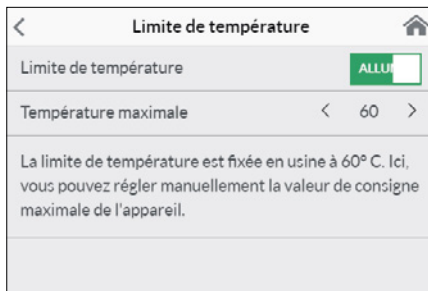 Limite de température
Limite de température
Température maximale < 60 >
La limite de température est fixée en usine à 60° C. Ici,
vous pouvez régler manuellement la valeur de consigne
maximale de l'appareil.